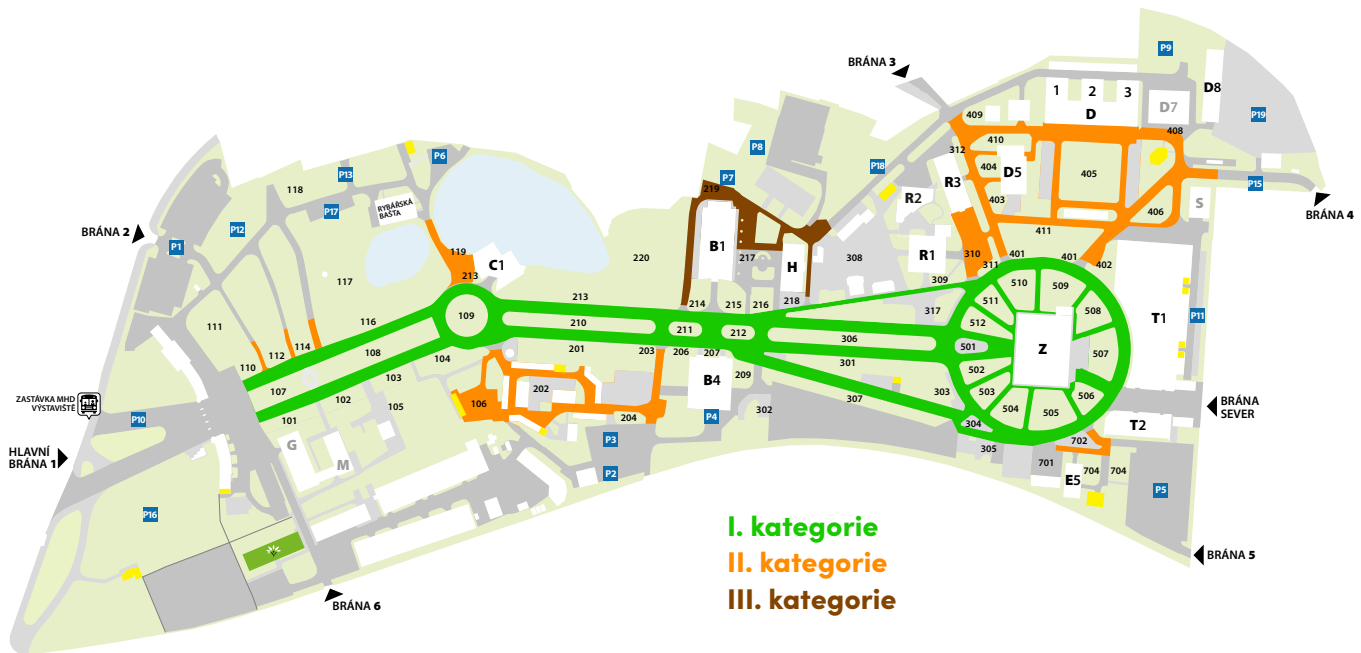 P9
BRÁNA 3
D8
1
2
3
D
D7
P19
409
408
410
312
P8
P18
P6
P13
404
D5
405
P7
R3
P15
118
P17
219
R2
403
406
S
BRÁNA 4
RYBÁRSKÁ
BAŠTA
P12
BRÁNA 2
P1
411
B1
119
C1
217
H
308
R1
310
401
401
402
220
311
117
213
309
510
509
213
214
215
216
218
317
511
508
P11
T1
111
116
109
210
211
212
306
512
501
Z
507
114
112
108
104
201
203
206
207
301
110
502
107
103
B4
209
303
503
506
ZASTÁVKA MHD
VÝSTAVIŠTĚ
102
105
106
202
307
504
505
BRÁNA
SEVER
P10
101
204
P4
302
304
T2
HLAVNÍ
BRÁNA 1
G
M
P3
305
702
701
P2
E5
704
704
P5
P16
I. kategorie
II. kategorie
III. kategorie
BRÁNA 5
BRÁNA 6